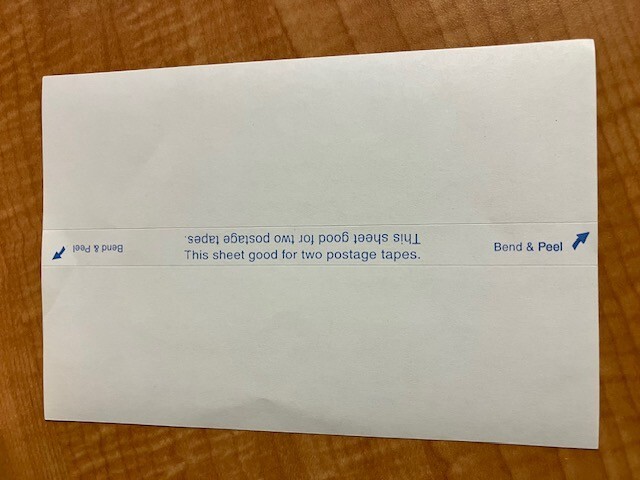 This sheet good for two postage tapes.
Bend & Peel
This sheet good for two postage tapes.
Bend & Peel